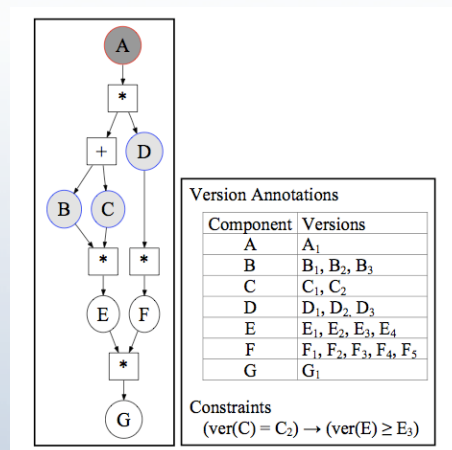 A
*
+
D
B
C
*
*
E
F
*
G
Version Annotations
Component Versions
A A₁
B B₁, B₂, B₃
C C₁, C₂
D D₁, D₂, D₃
E E₁, E₂, E₃, E₄
F F₁, F₂, F₃, F₄, F₅
G G₁
Constraints
(ver(C) = C₂) → (ver(E) ≥ E₃)